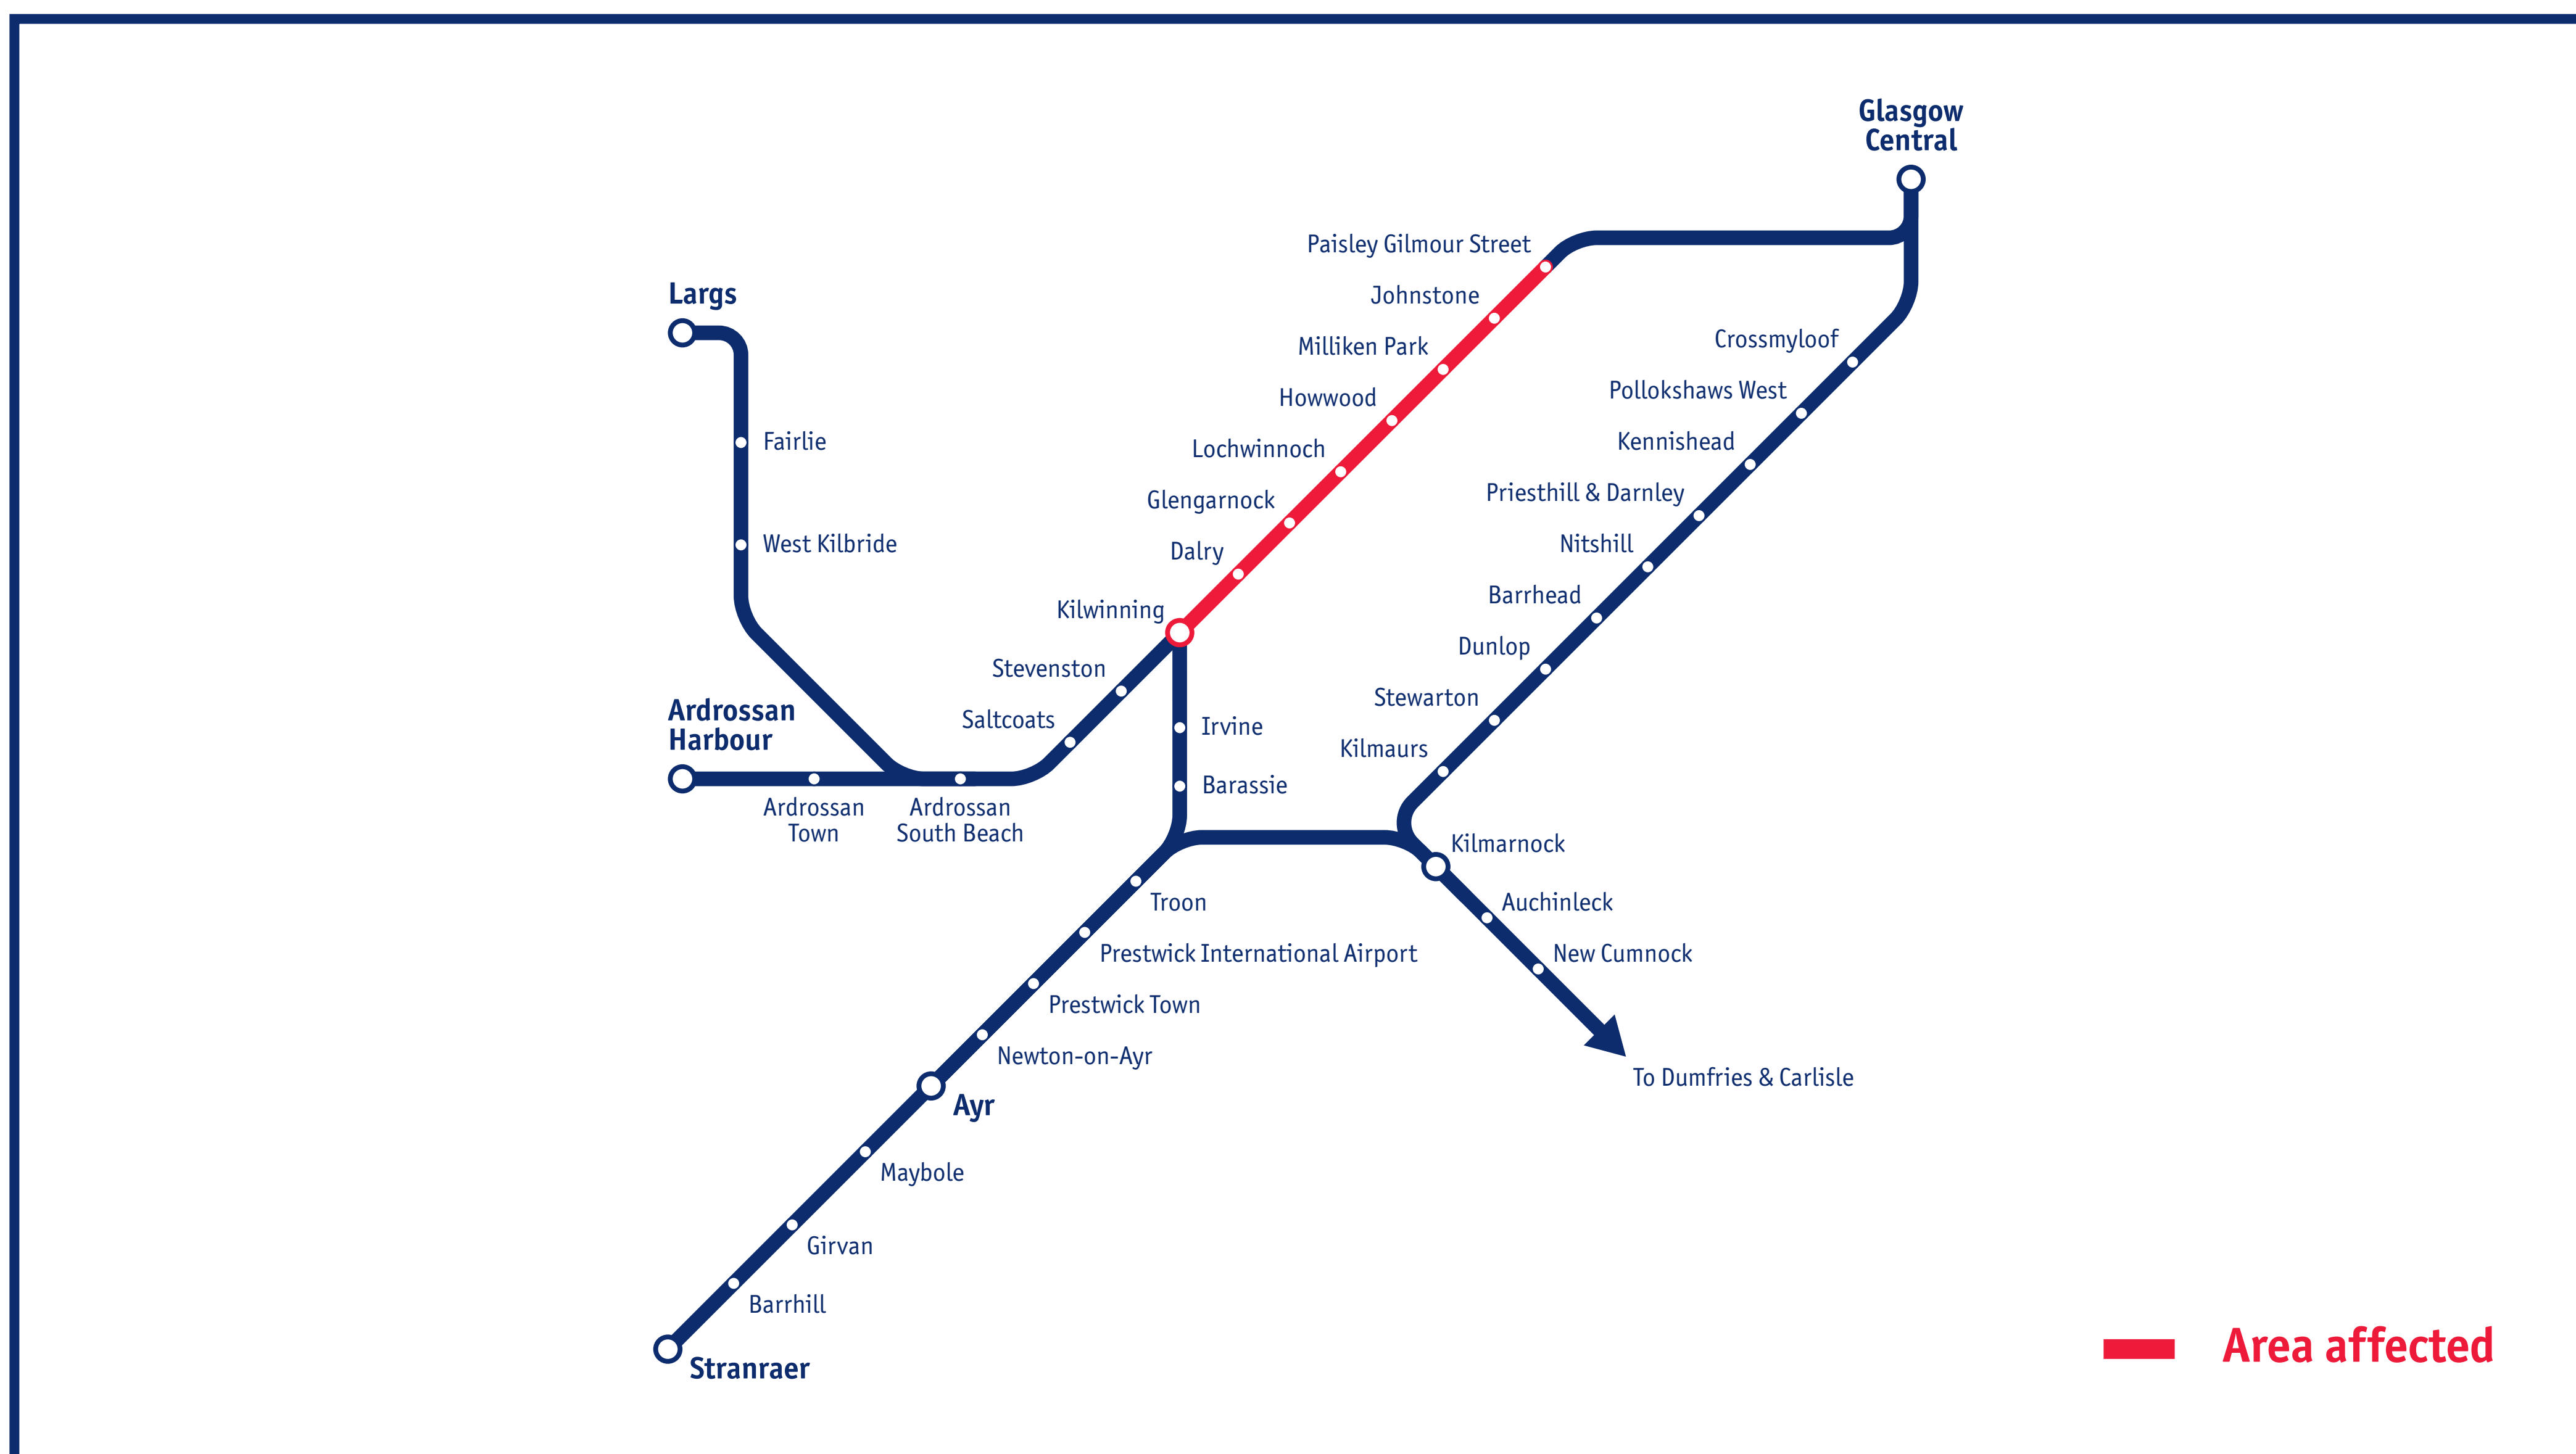 Glasgow
Central
Paisley Gilmour Street
Johnstone
Milliken Park
Howwood
Lochwinnoch
Glengarnock
Dalry
Kilwinning
Stevenston
Saltcoats
Largs
Fairlie
West Kilbride
Ardrossan
Harbour
Ardrossan
Town
Ardrossan
South Beach
Irvine
Barassie
Crossmyloof
Pollokshaws West
Kennishead
Priesthill & Darnley
Nitshill
Barrhead
Dunlop
Stewarton
Kilmaurs
Kilmarnock
Auchinleck
New Cumnock
To Dumfries & Carlisle
Troon
Prestwick International Airport
Prestwick Town
Newton-on-Ayr
Ayr
Maybole
Girvan
Barrhill
Stranraer
Area affected